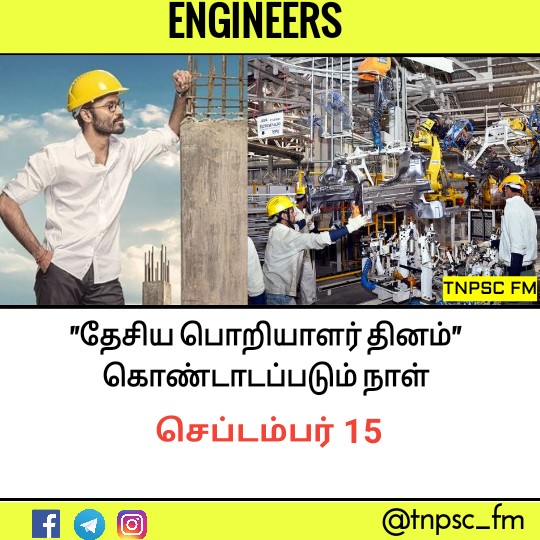 ENGINEERS
TNPSC FM
"தேசிய பொறியாளர் தினம்"
கொண்டாடப்படும் நாள்
செப்டம்பர் 15
@tnpsc_fm